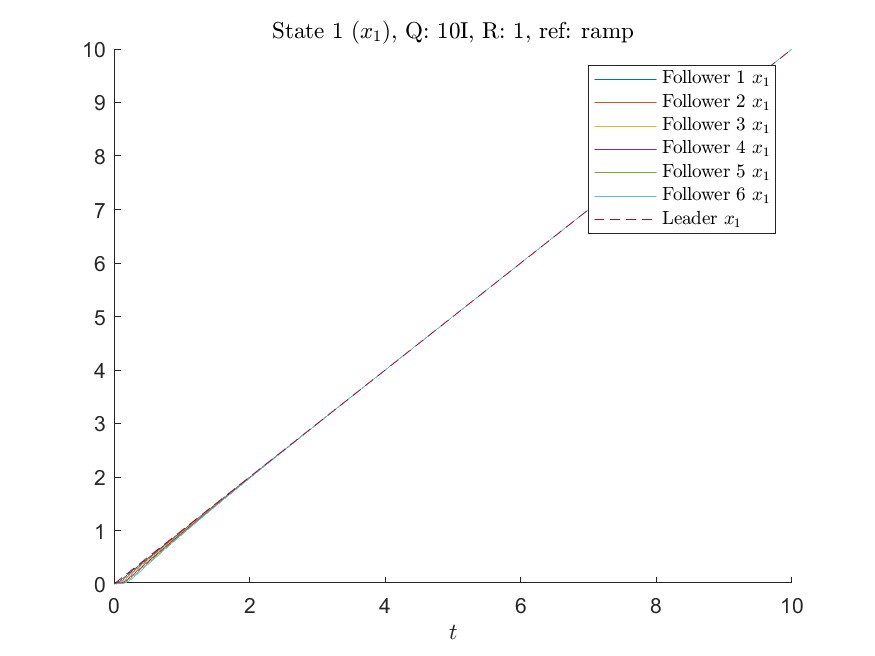 State 1 (x₁), Q: 10I, R: 1, ref: ramp
10
9
8
7
6
5
4
3
2
1
0
Follower 1 x₁
Follower 2 x₁
Follower 3 x₁
Follower 4 x₁
Follower 5 x₁
Follower 6 x₁
Leader x₁
0 2 4 6 8 10
t